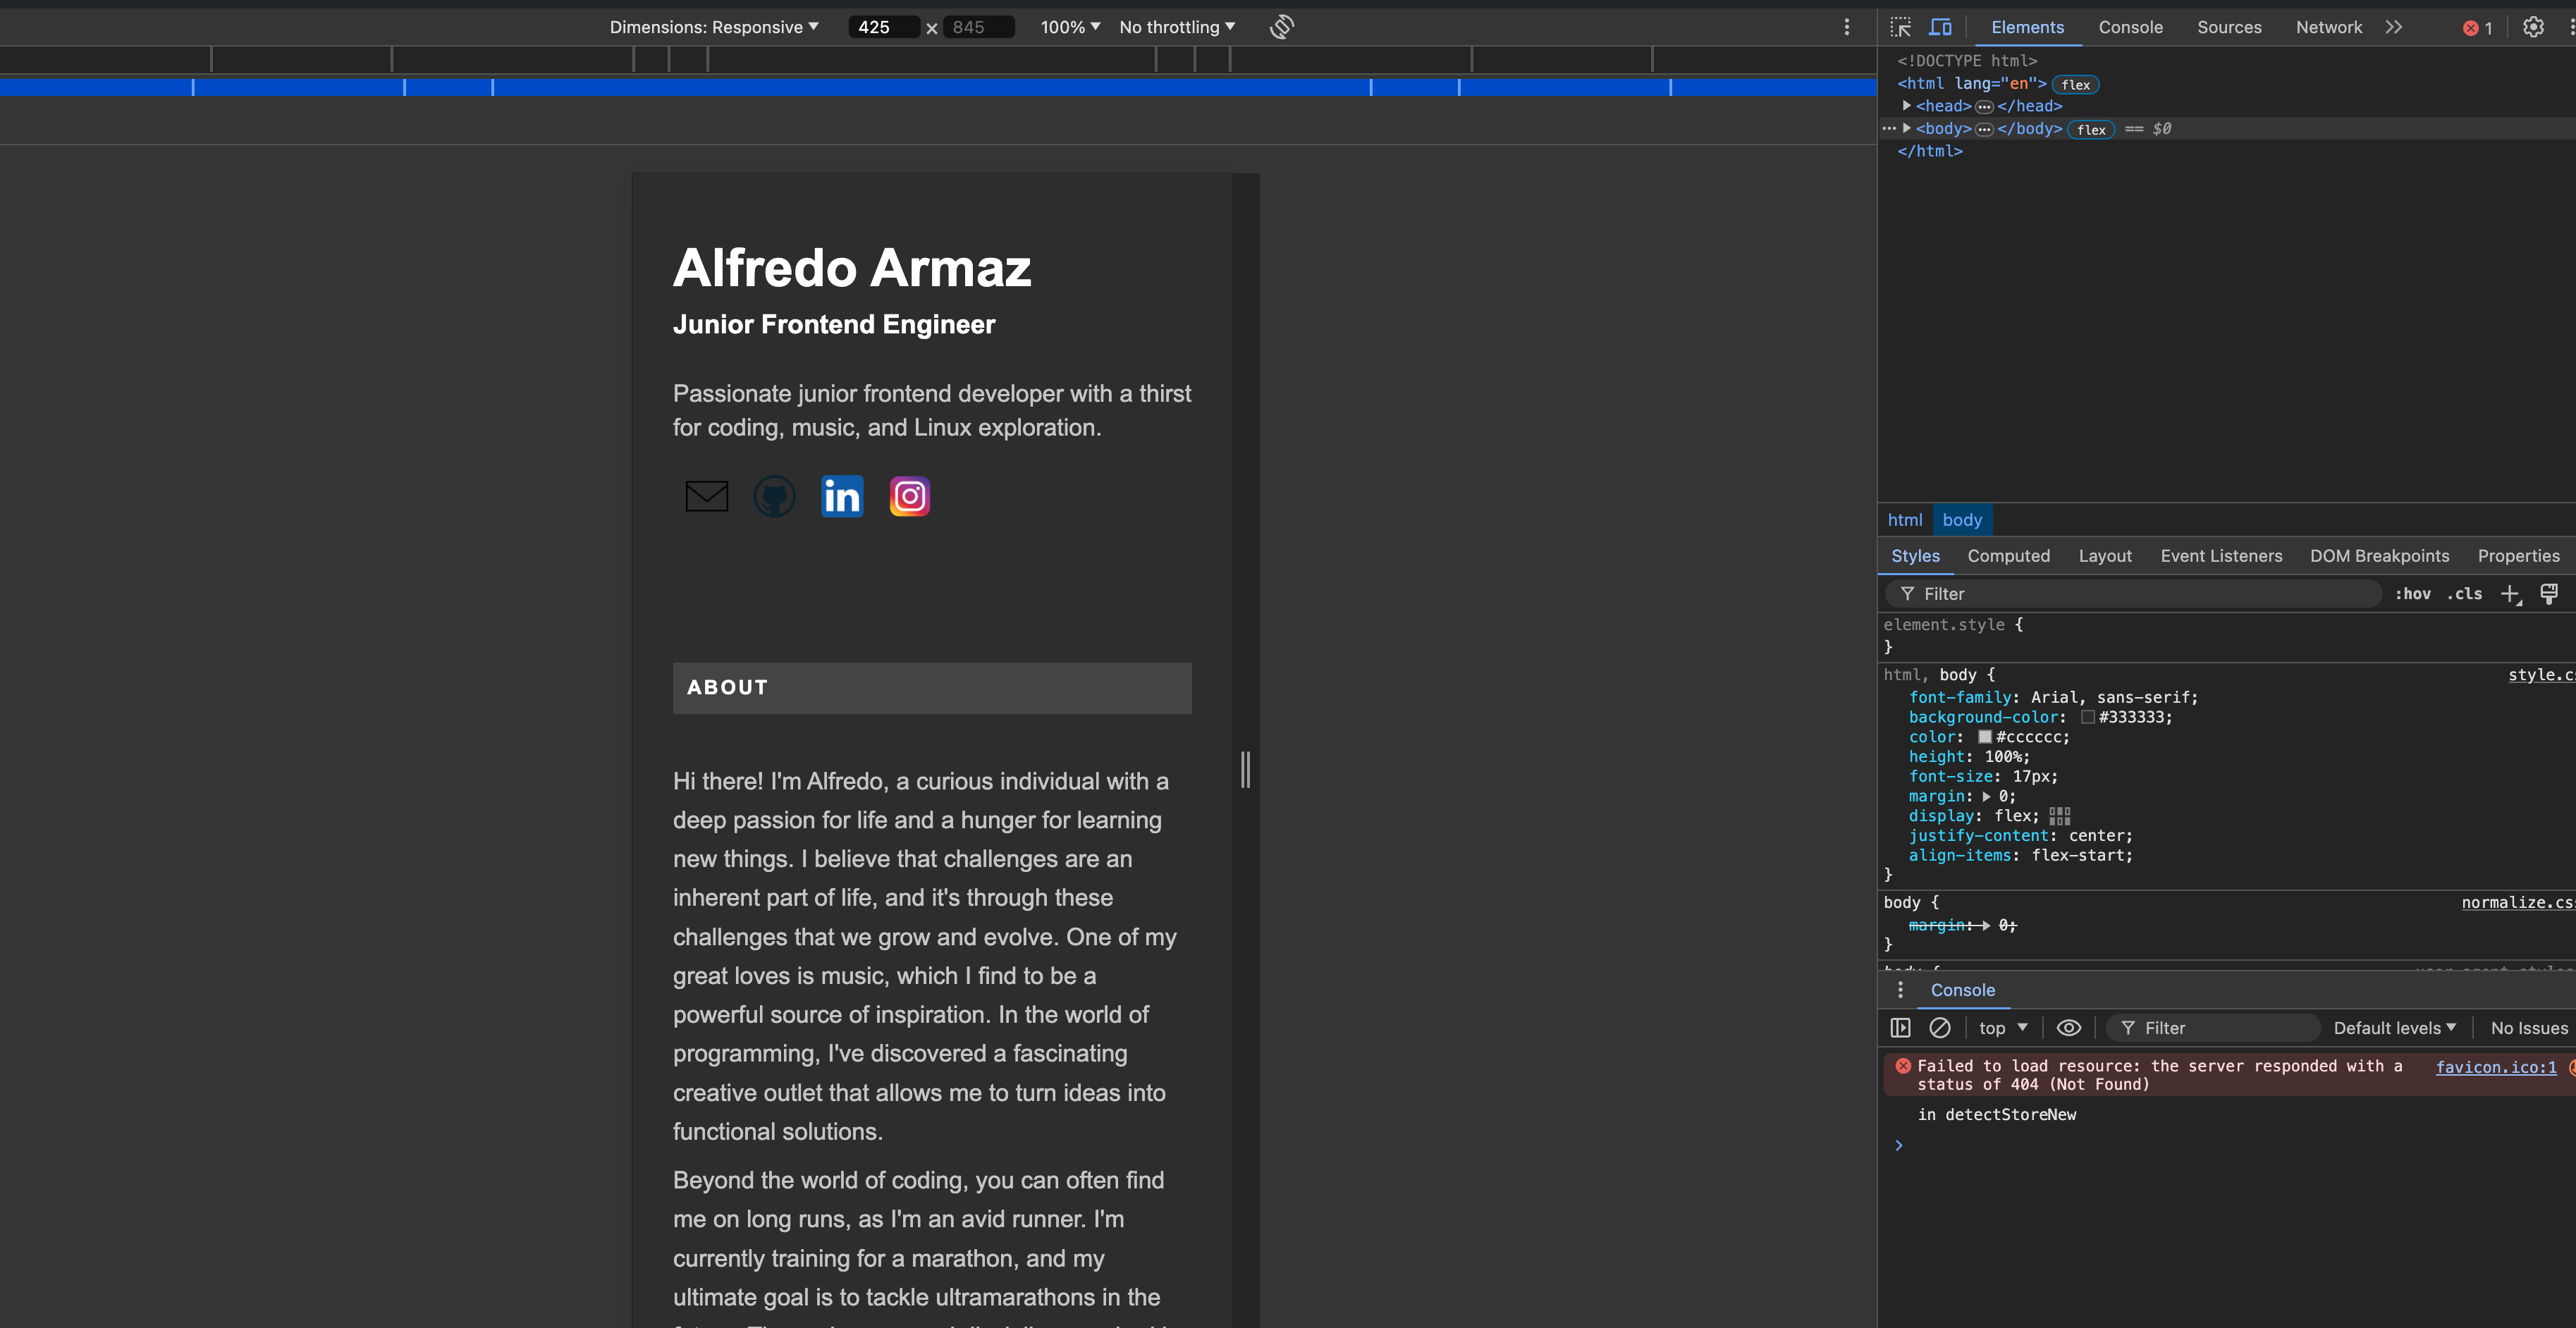 Dimensions: Responsive ▼ 425 × 845 100% ▼ No throttling ▼
Alfredo Armaz
Junior Frontend Engineer
Passionate junior frontend developer with a thirst
for coding, music, and Linux exploration.
in
ABOUT
Hi there! I'm Alfredo, a curious individual with a
deep passion for life and a hunger for learning
new things. I believe that challenges are an
inherent part of life, and it's through these
challenges that we grow and evolve. One of my
great loves is music, which I find to be a
powerful source of inspiration. In the world of
programming, I've discovered a fascinating
creative outlet that allows me to turn ideas into
functional solutions.
Beyond the world of coding, you can often find
me on long runs, as I'm an avid runner. I'm
currently training for a marathon, and my
ultimate goal is to tackle ultramarathons in the
Elements Console Sources Network 1
<!DOCTYPE html>
<html lang="en"> flex
<head> ••• </head>
••• <body> ••• </body> flex == $0
</html>
html body
Styles Computed Layout Event Listeners DOM Breakpoints Properties
Filter :hov .cls
element.style {
}
html, body { style.cs
font-family: Arial, sans-serif;
background-color: #333333;
color: #cccccc;
height: 100%;
font-size: 17px;
margin: 0;
display: flex;
justify-content: center;
align-items: flex-start;
}
body { normalize.css
margin: 0;
}
Console
top ▼ Filter Default levels ▼ No Issues
Failed to load resource: the server responded with a favicon.ico:1
status of 404 (Not Found)
in detectStoreNew
>